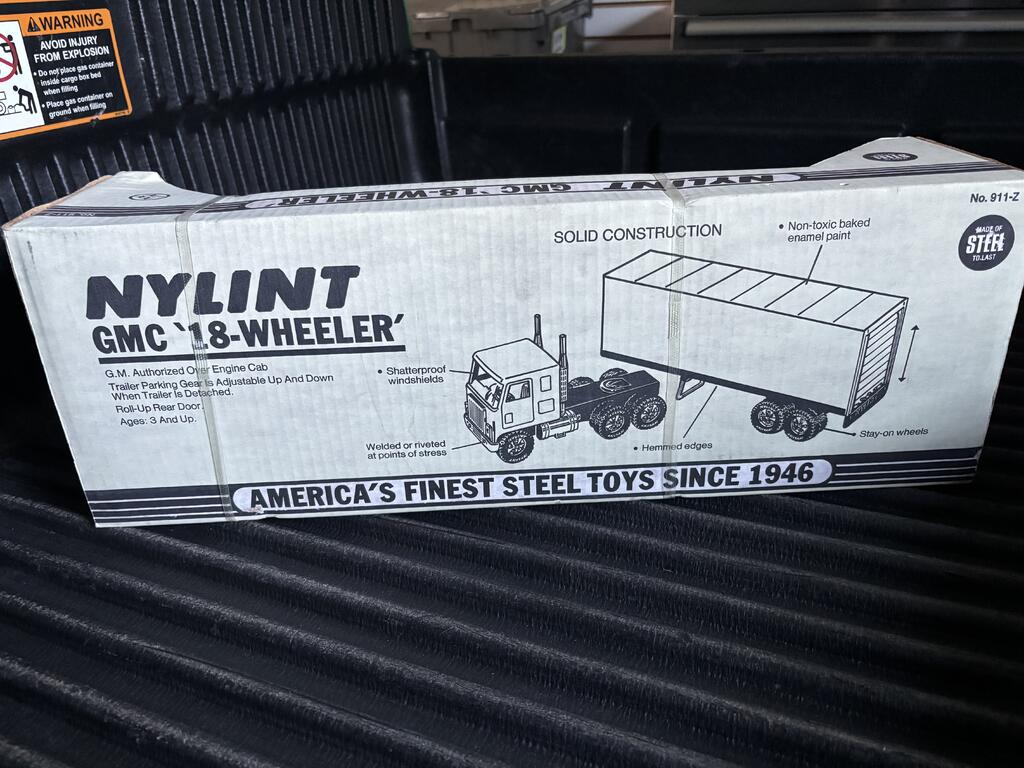 WARNING
AVOID INJURY
FROM EXPLOSION
• Do not place gas container
inside cargo box bed
when filling
• Place gas container on
ground when filling
NYLINT GMC '18-WHEELER'
No. 911-Z
MADE OF
STEEL
TO LAST
SOLID CONSTRUCTION
• Non-toxic baked
enamel paint
NYLINT
GMC '18-WHEELER'
G.M. Authorized Over Engine Cab
Trailer Parking Gear Is Adjustable Up And Down
When Trailer Is Detached.
Roll-Up Rear Door.
Ages: 3 And Up.
• Shatterproof
windshields
Welded or riveted
at points of stress
• Hemmed edges
• Stay-on wheels
AMERICA'S FINEST STEEL TOYS SINCE 1946